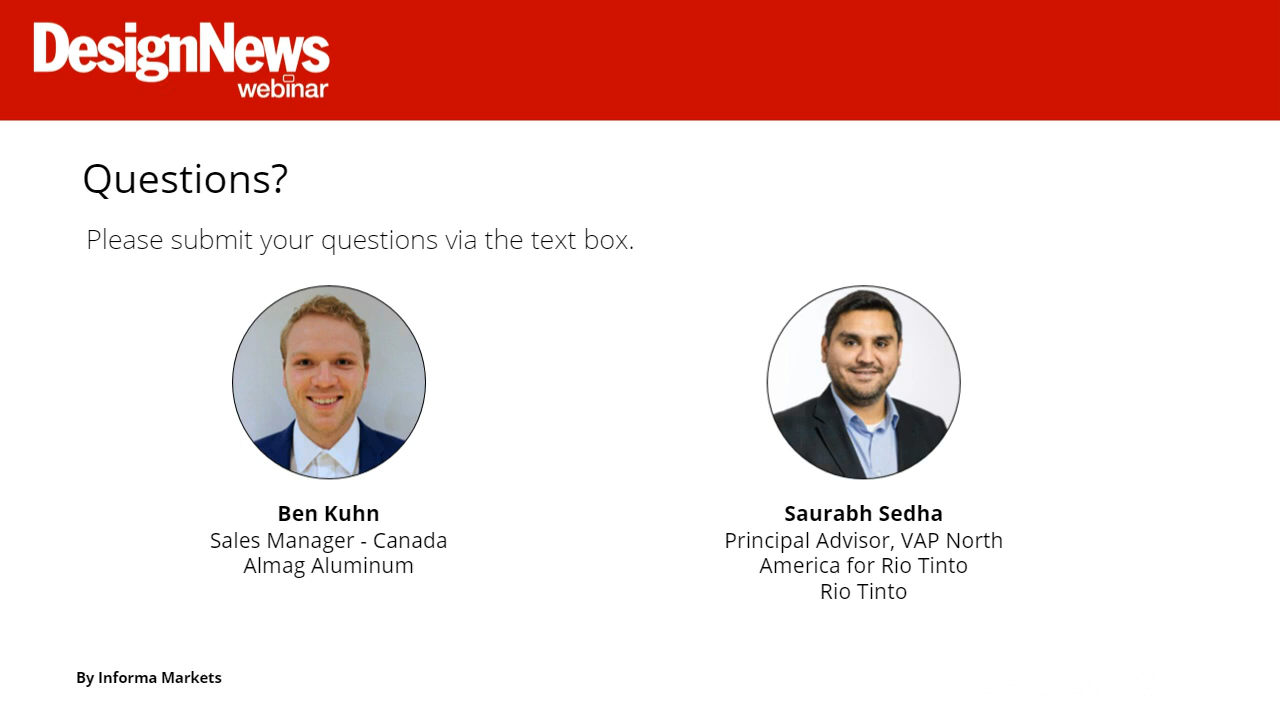 DesignNews
webinar
Questions?
Please submit your questions via the text box.
Ben Kuhn
Sales Manager - Canada
Almag Aluminum
Saurabh Sedha
Principal Advisor, VAP North
America for Rio Tinto
Rio Tinto
By Informa Markets